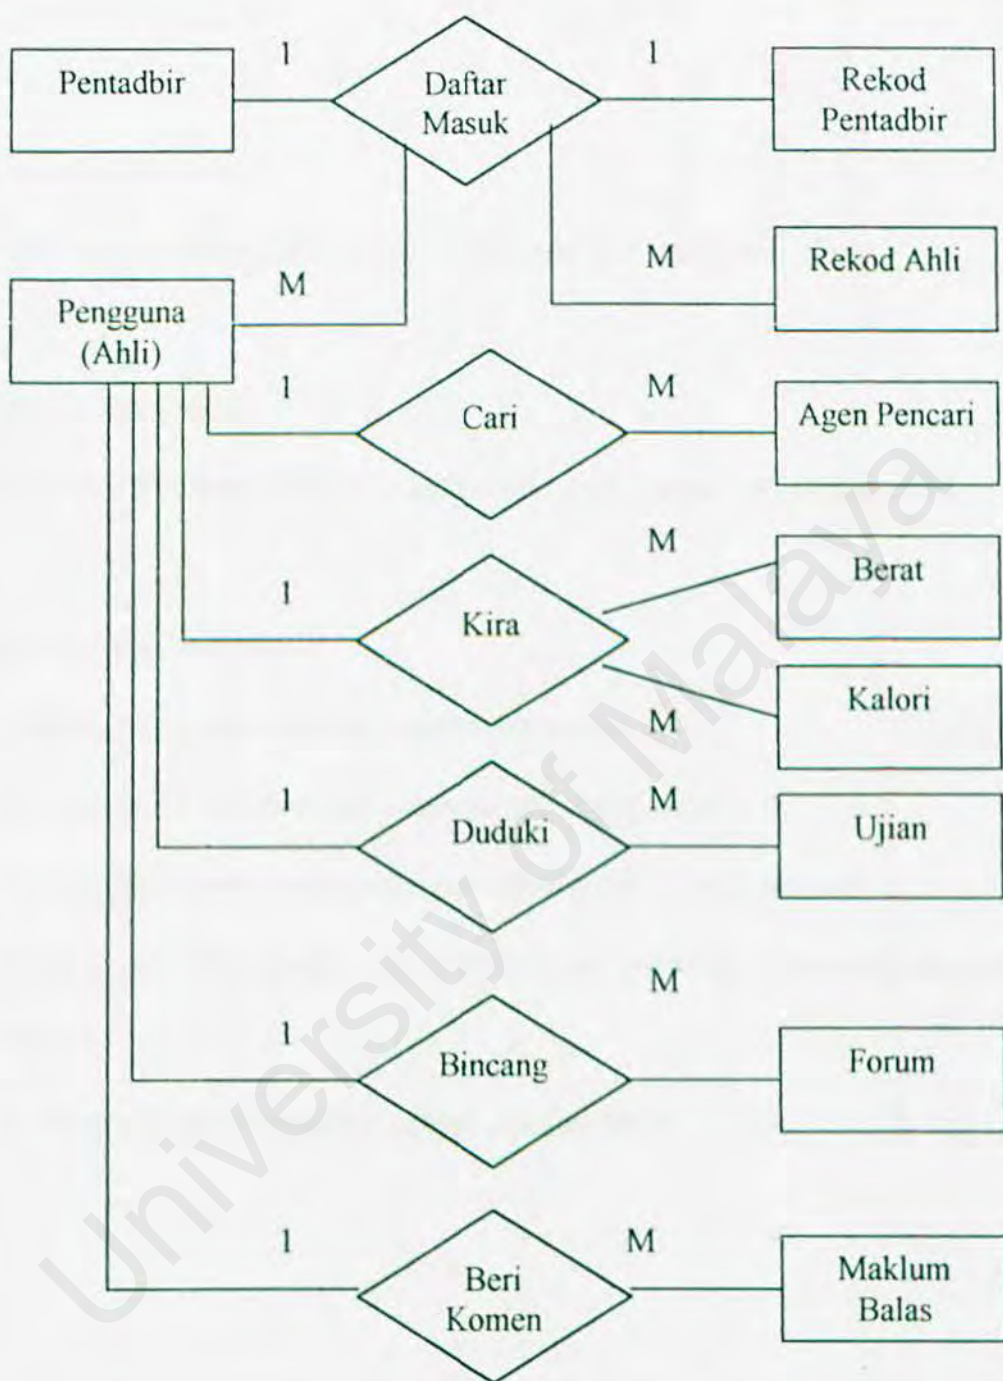 Pentadbir
1
Daftar
Masuk
1
Rekod
Pentadbir
M
M
Rekod Ahli
Pengguna
(Ahli)
1
Cari
M
Agen Pencari
1
Kira
M
Berat
M
Kalori
1
Duduki
M
Ujian
1
Bincang
M
Forum
1
Beri
Komen
M
Maklum
Balas
University of Malaya